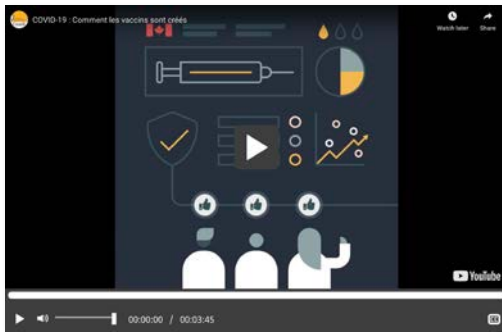 COVID-19 : Comment les vaccins sont créés
Watch later
Share
YouTube
00:00:00 / 00:03:45